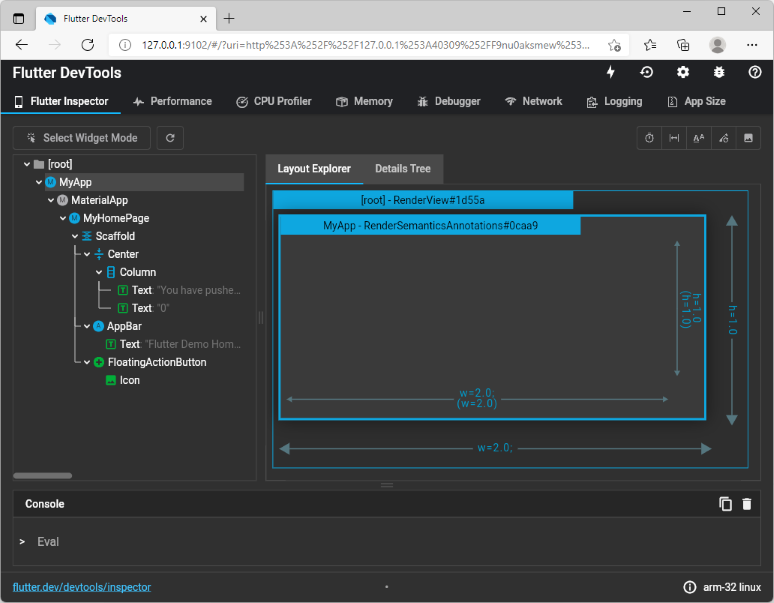 Flutter DevTools
127.0.0.1:9102/#/?uri=http%253A%252F%252F127.0.0.1%253A40309%252FF9nu0aksmew%253...
Flutter DevTools
Flutter Inspector
Performance
CPU Profiler
Memory
Debugger
Network
Logging
App Size
Select Widget Mode
[root]
MyApp
M MaterialApp
M MyHomePage
Scaffold
Center
Column
T Text: "You have pushe...
T Text: "0"
A AppBar
T Text: "Flutter Demo Hom...
FloatingActionButton
Icon
Layout Explorer
Details Tree
[root] - RenderView#1d55a
MyApp - RenderSemanticsAnnotations#0caa9
h=1.0
(h=1.0)
h=1.0
w=2.0;
(w=2.0)
w=2.0;
Console
> Eval
flutter.dev/devtools/inspector
arm-32 linux